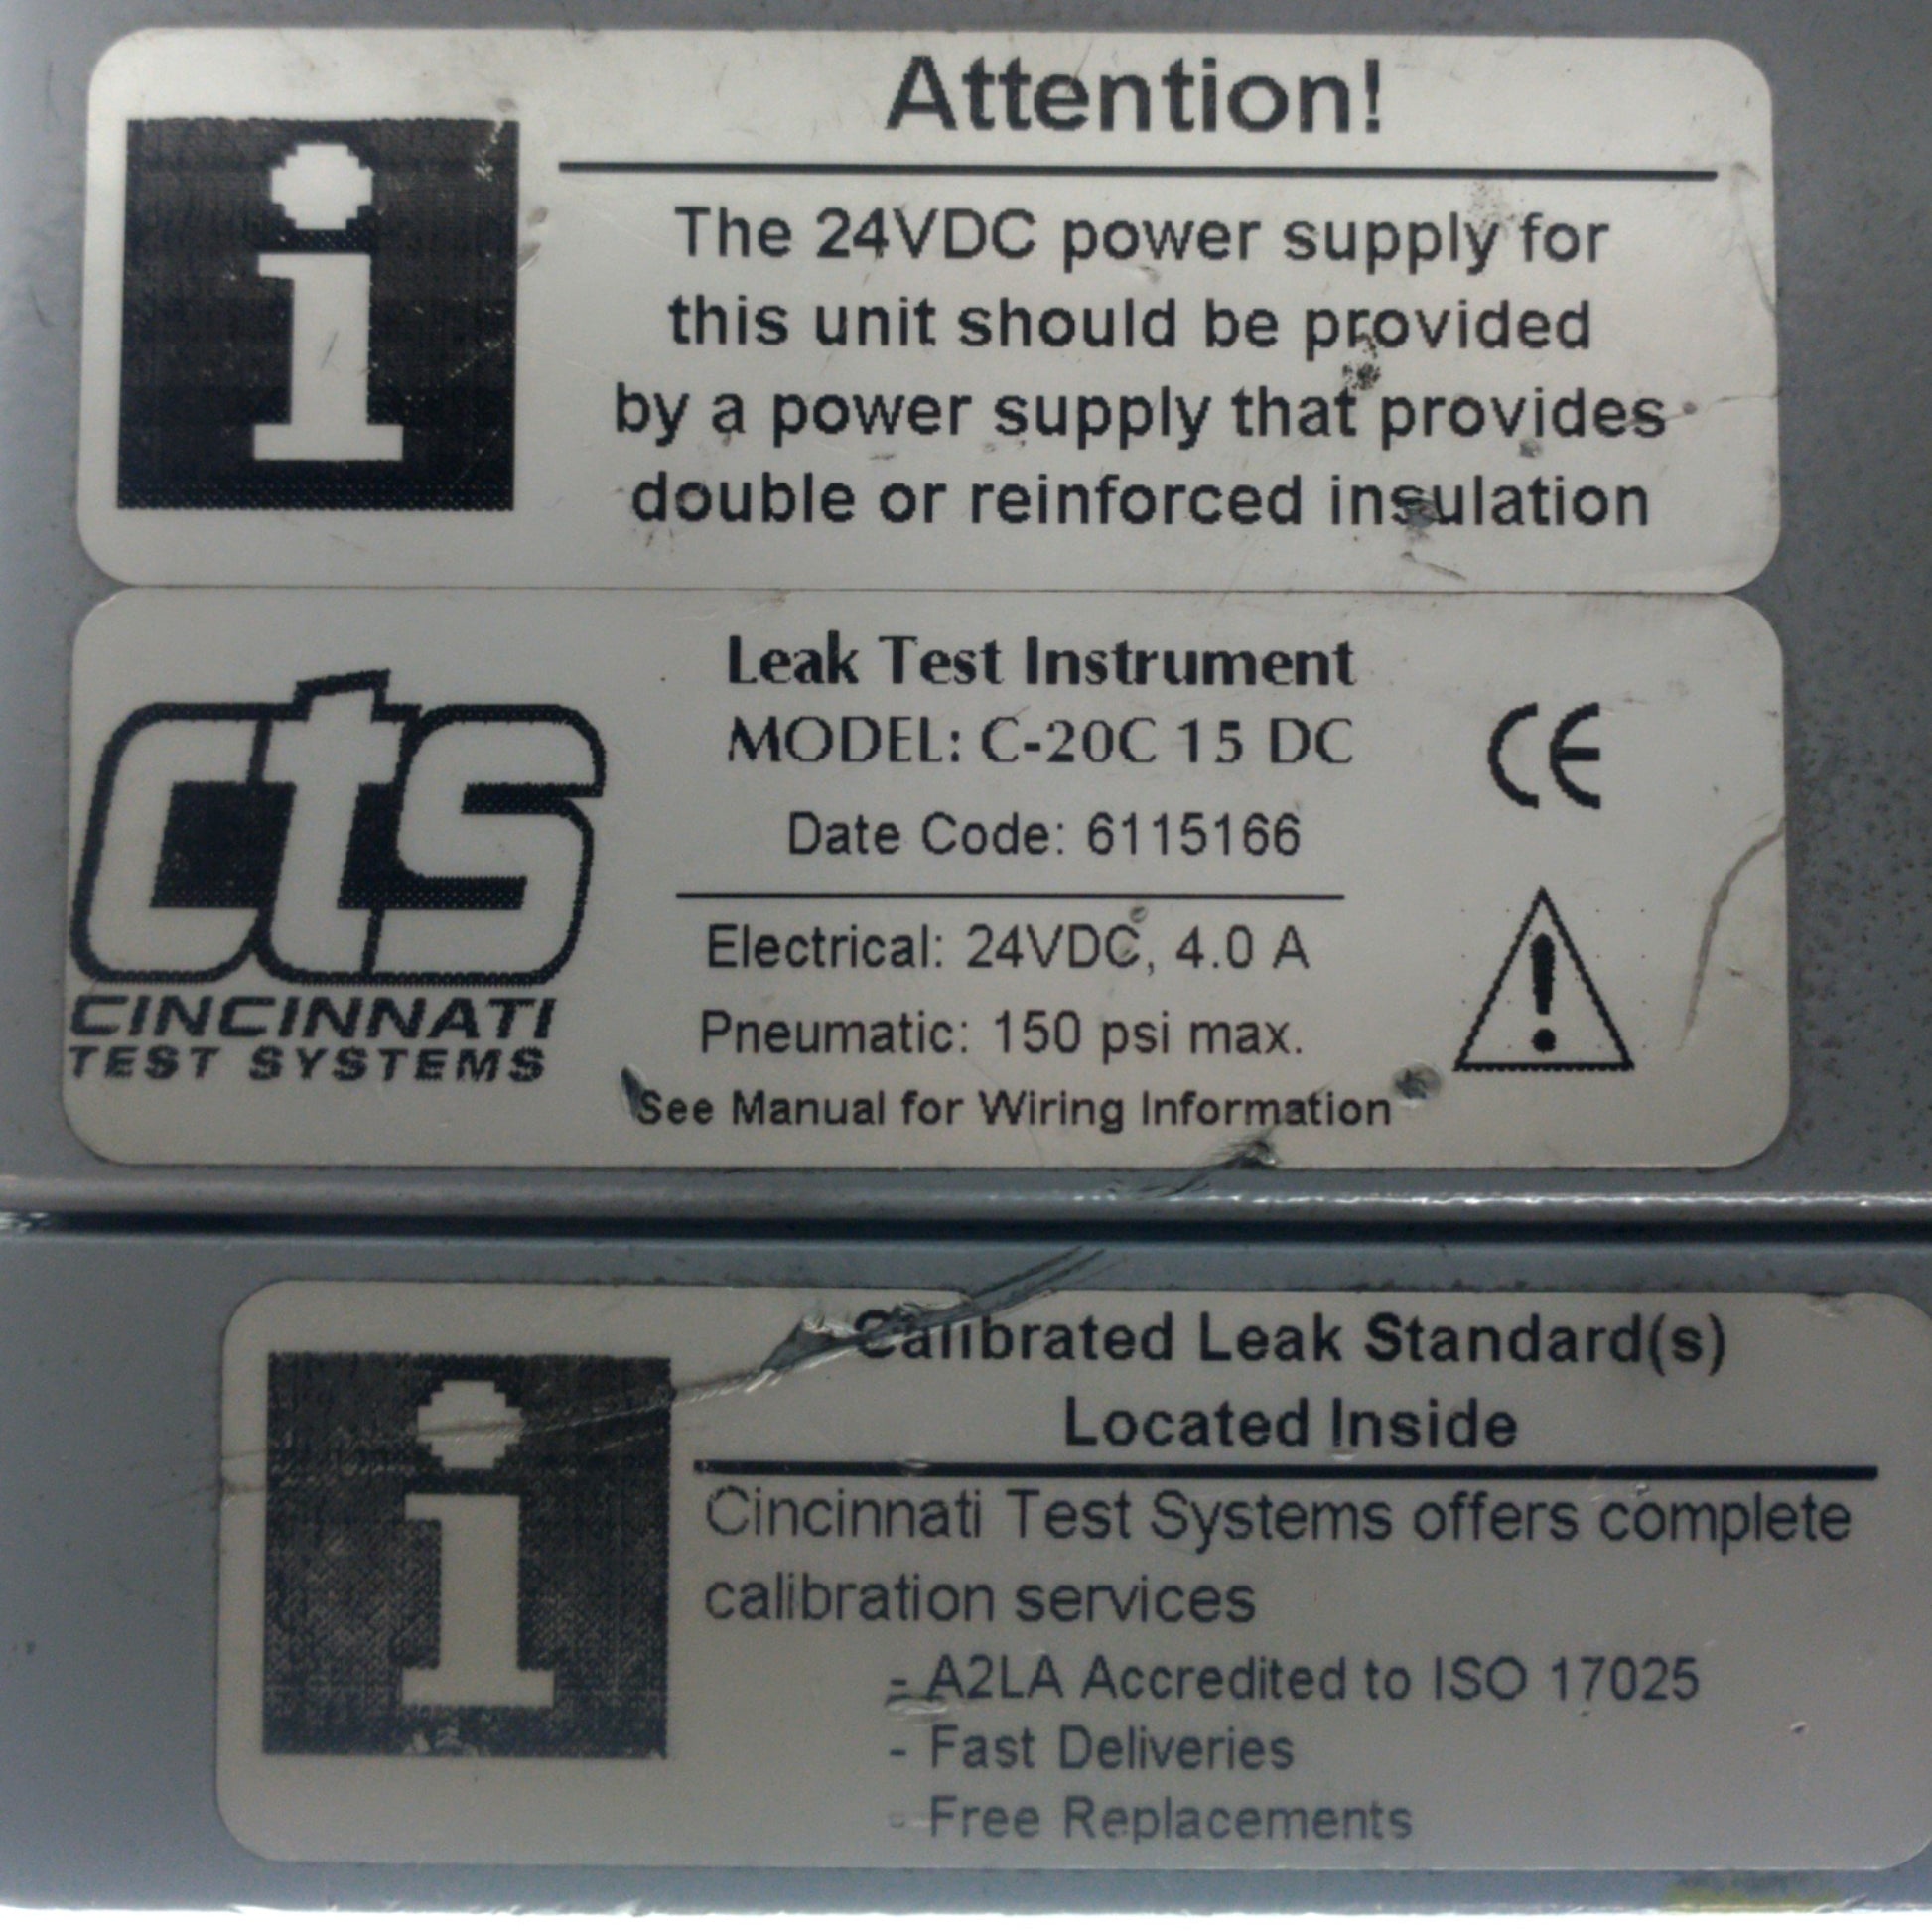 Attention!
The 24VDC power supply for
this unit should be provided
by a power supply that provides
double or reinforced insulation
cts
CINCINNATI
TEST SYSTEMS
Leak Test Instrument
MODEL: C-20C 15 DC
Date Code: 6115166
Electrical: 24VDC, 4.0 A
Pneumatic: 150 psi max.
See Manual for Wiring Information
CE
Calibrated Leak Standard(s)
Located Inside
Cincinnati Test Systems offers complete
calibration services
- A2LA Accredited to ISO 17025
- Fast Deliveries
- Free Replacements